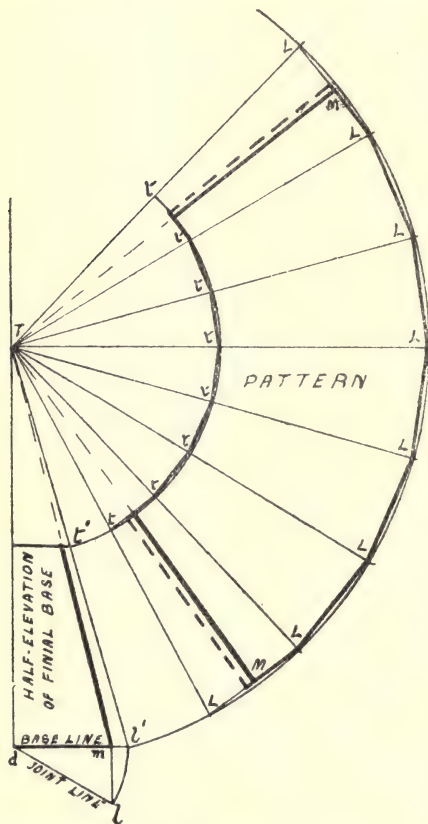 L
M
L
t
t
L
t
T
t
L
PATTERN
t
L
t
t
L
t
t'
L
M
L
HALF-ELEVATION
OF FINIAL BASE
BASE LINE
m
l'
d
JOINT LINE
l